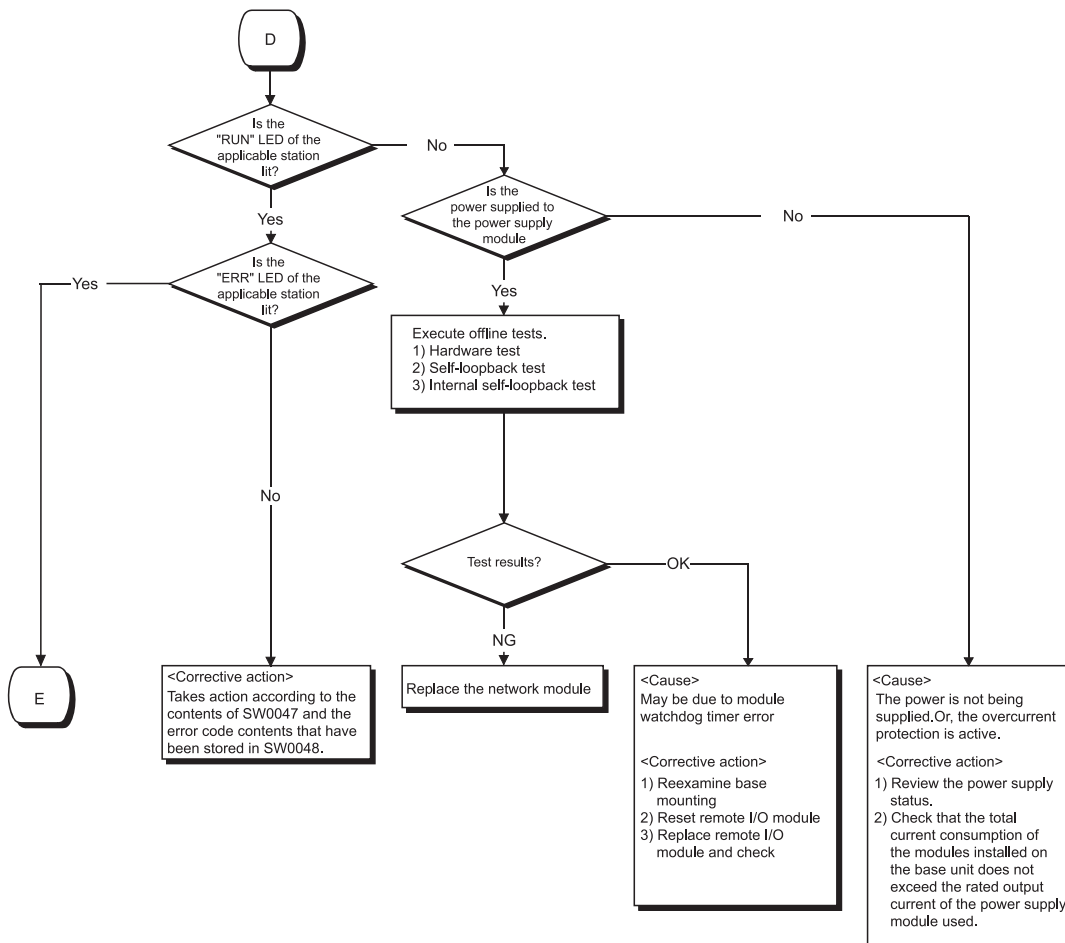 D
Is the
"RUN" LED of the
applicable station
lit?
No
Is the
power supplied to
the power supply
module
No
Yes
Is the
"ERR" LED of the
applicable station
lit?
Yes
Yes
Execute offline tests.
1) Hardware test
2) Self-loopback test
3) Internal self-loopback test
No
Test results?
OK
NG
E
<Corrective action>
Takes action according to the
contents of SW0047 and the
error code contents that have
been stored in SW0048.
Replace the network module
<Cause>
May be due to module
watchdog timer error
<Corrective action>
1) Reexamine base
mounting
2) Reset remote I/O module
3) Replace remote I/O
module and check
<Cause>
The power is not being
supplied.Or, the overcurrent
protection is active.
<Corrective action>
1) Review the power supply
status.
2) Check that the total
current consumption of
the modules installed on
the base unit does not
exceed the rated output
current of the power supply
module used.